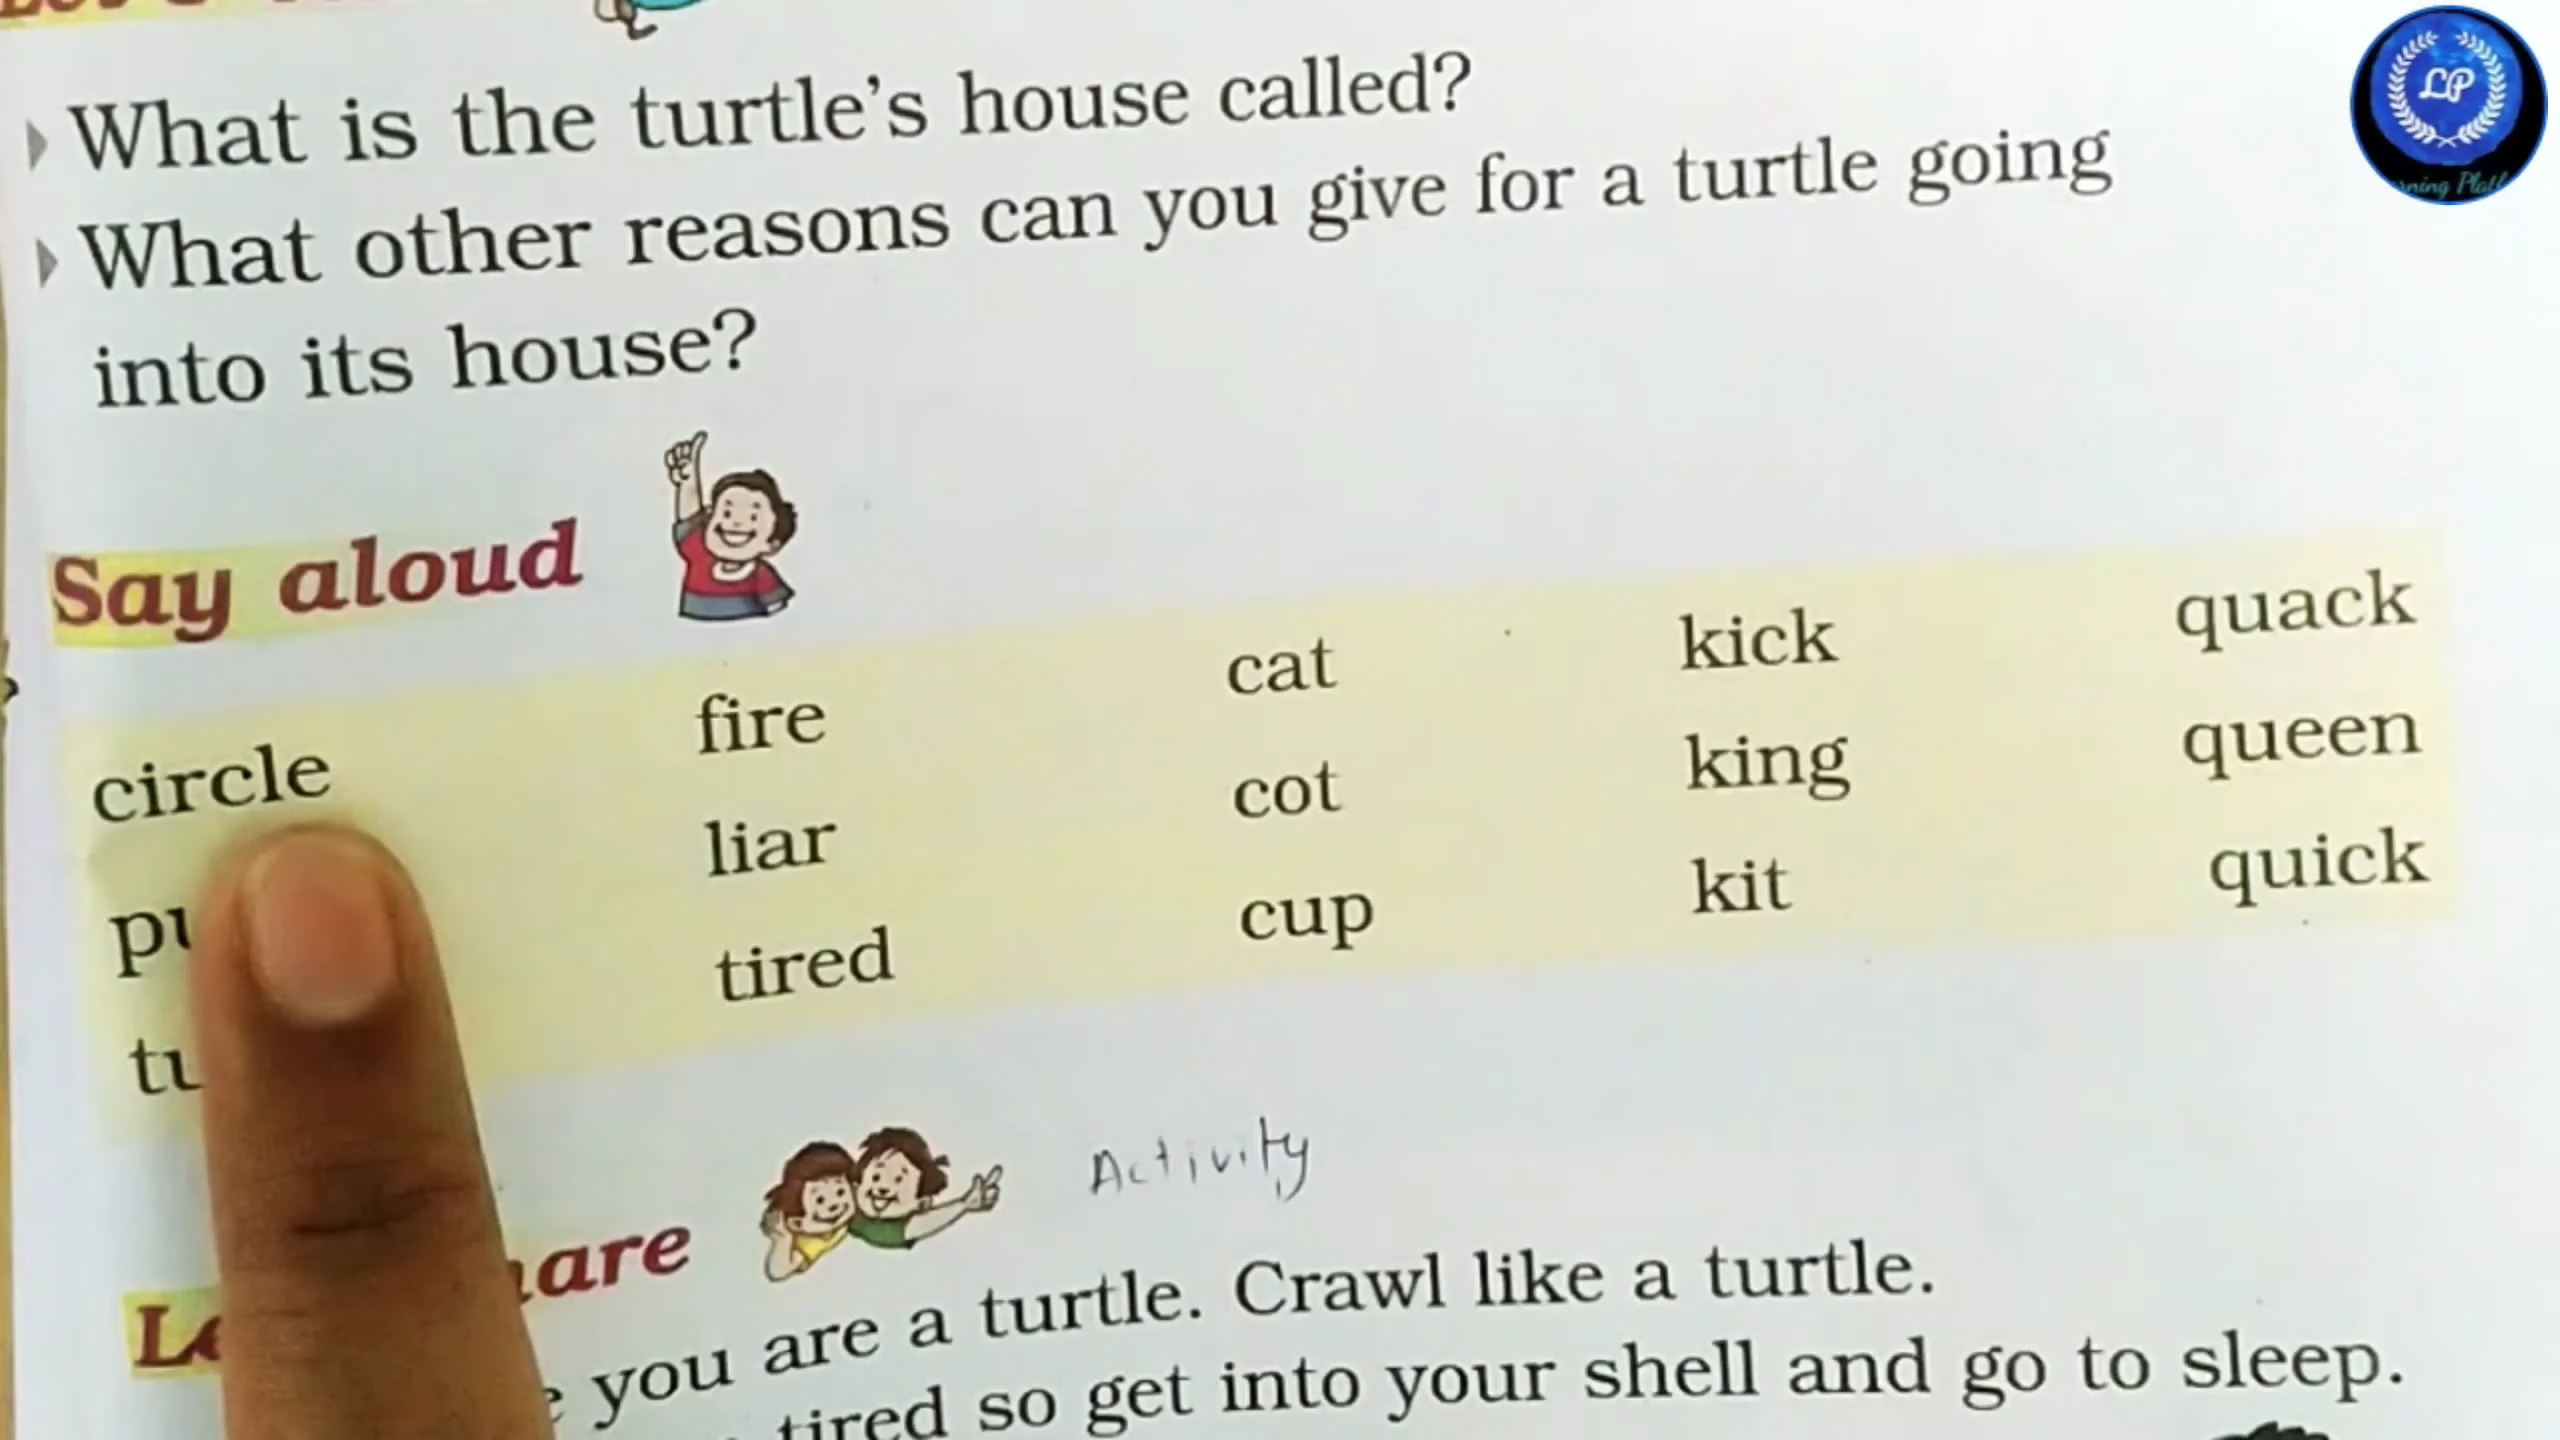 What is the turtle's house called?
What other reasons can you give for a turtle going
into its house?
LP
Say aloud
circle fire cat kick quack
liar cot king queen
tired cup kit quick
Activity
you are a turtle. Crawl like a turtle.
tired so get into your shell and go to sleep.